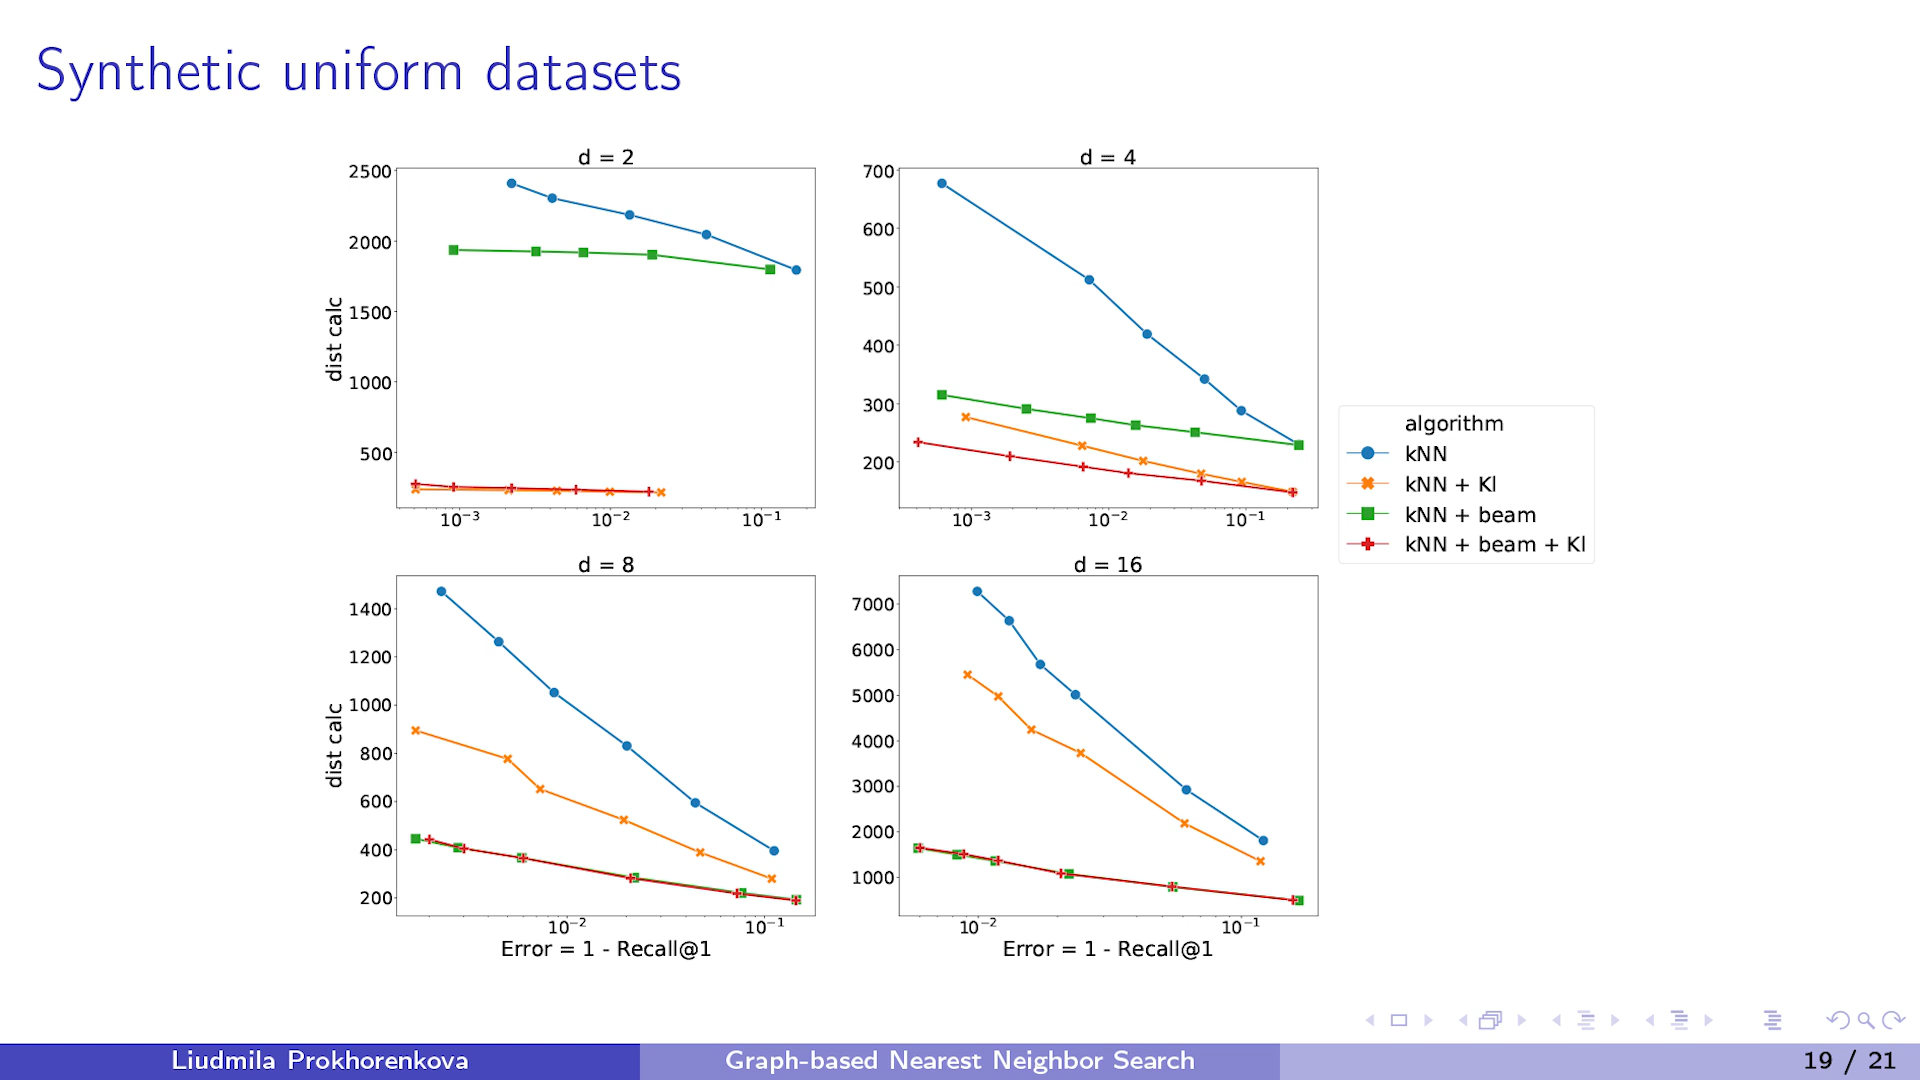 Synthetic uniform datasets
d = 2
2500
2000
1500
1000
500
dist calc
10⁻³ 10⁻² 10⁻¹
d = 4
700
600
500
400
300
200
10⁻³ 10⁻² 10⁻¹
algorithm
kNN
kNN + Kl
kNN + beam
kNN + beam + Kl
d = 8
1400
1200
1000
800
600
400
200
dist calc
10⁻² 10⁻¹
Error = 1 - Recall@1
d = 16
7000
6000
5000
4000
3000
2000
1000
10⁻² 10⁻¹
Error = 1 - Recall@1
Liudmila Prokhorenkova Graph-based Nearest Neighbor Search 19 / 21